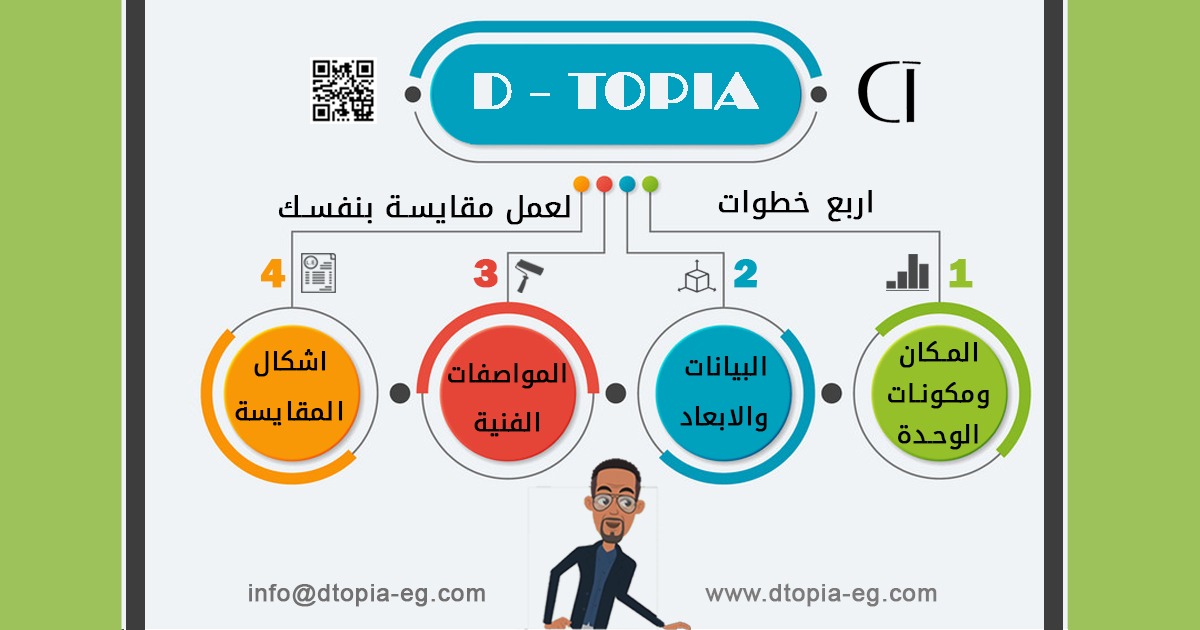 D - TOPIA
اربع خطوات
لعمل مقايسة بنفسك
1
المكان
ومكونات
الوحدة
2
البيانات
والابعاد
3
المواصفات
الفنية
4
اشكال
المقايسة
info@dtopia-eg.com
www.dtopia-eg.com